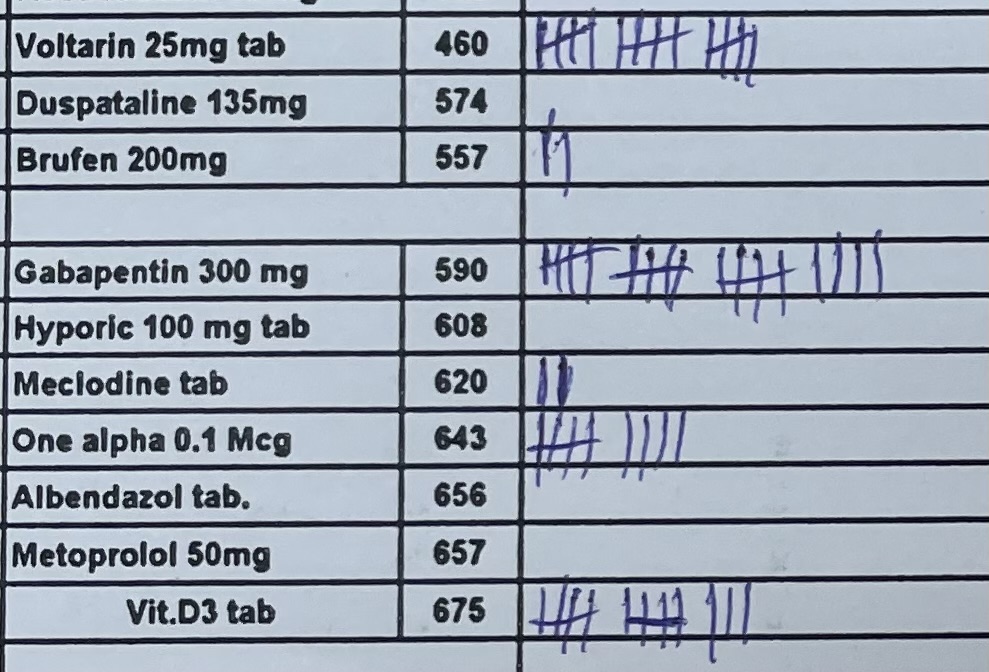 Voltarin 25mg tab 460
Duspataline 135mg 574
Brufen 200mg 557
Gabapentin 300 mg 590
Hyporic 100 mg tab 608
Meclodine tab 620
One alpha 0.1 Mcg 643
Albendazol tab. 656
Metoprolol 50mg 657
Vit.D3 tab 675